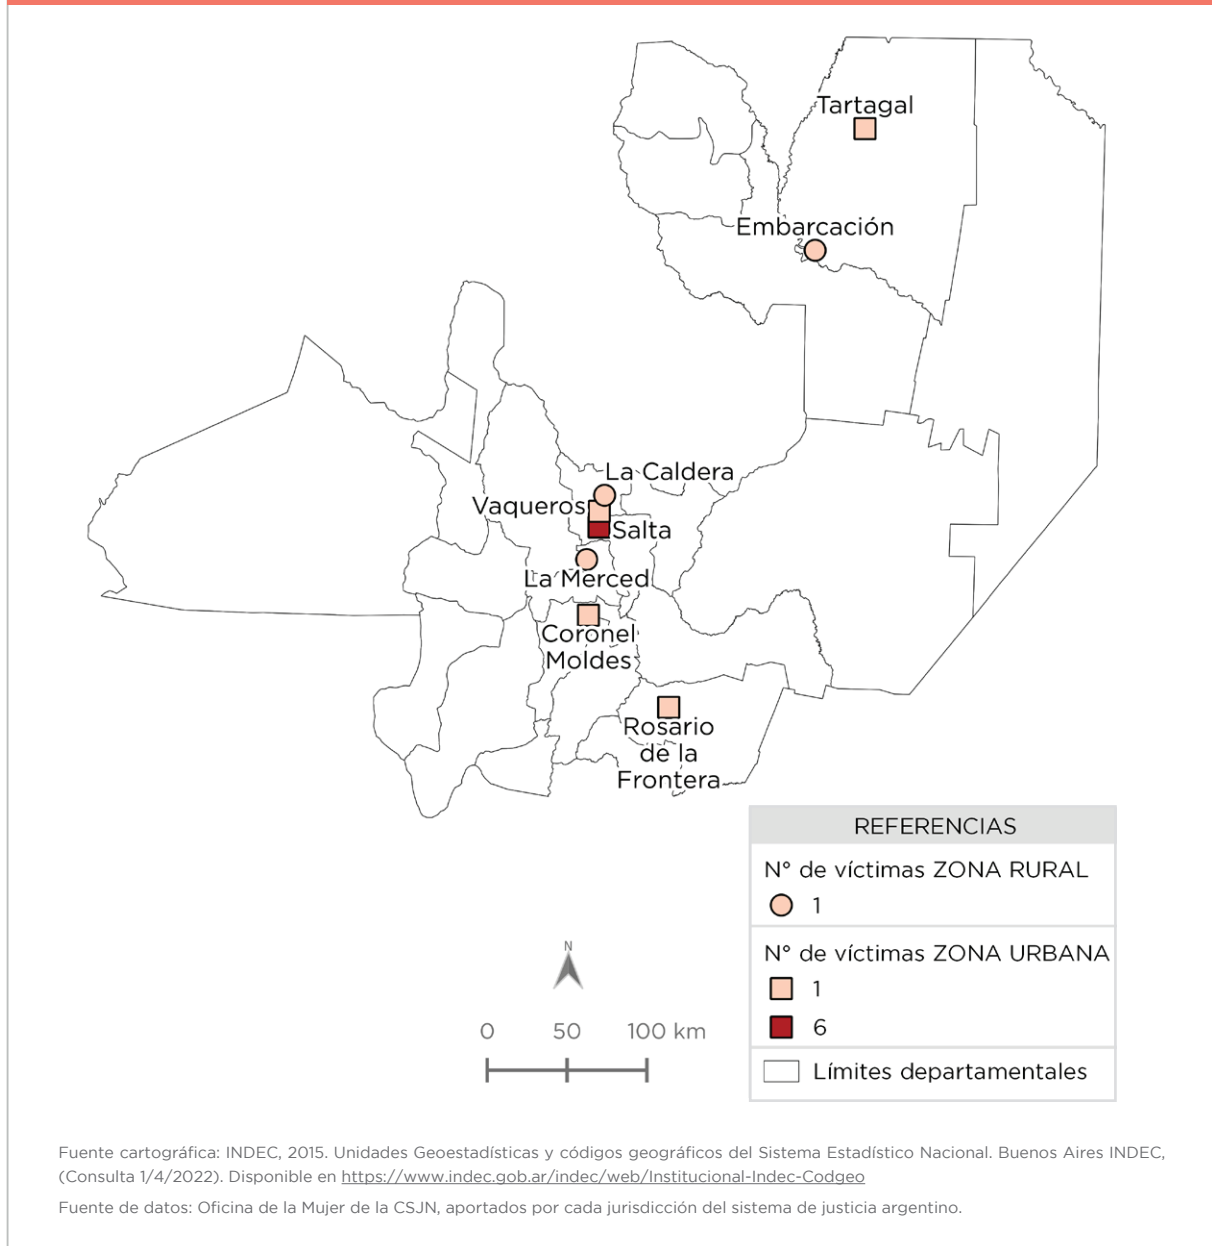 Tartagal
Embarcación
La Caldera
Vaqueros
Salta
La Merced
Coronel
Moldes
Rosario
de la
Frontera
REFERENCIAS
N° de víctimas ZONA RURAL
1
N° de víctimas ZONA URBANA
1
6
Límites departamentales
N
0 50 100 km
Fuente cartográfica: INDEC, 2015. Unidades Geoestadísticas y códigos geográficos del Sistema Estadístico Nacional. Buenos Aires INDEC,
(Consulta 1/4/2022). Disponible en https://www.indec.gob.ar/indec/web/Institucional-Indec-Codgeo
Fuente de datos: Oficina de la Mujer de la CSJN, aportados por cada jurisdicción del sistema de justicia argentino.